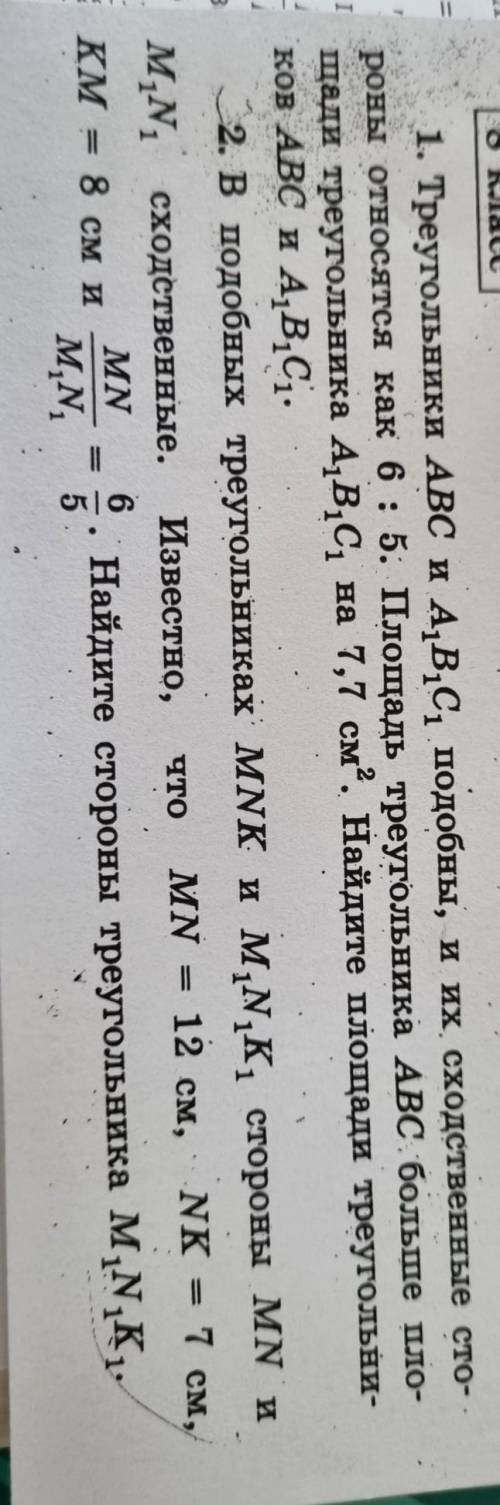 8 класс
1. Треугольники ABC и A₁B₁C₁ подобны, и их сходственные сто-
роны относятся как 6 : 5. Площадь треугольника ABC больше пло-
щади треугольника A₁B₁C₁ на 7,7 см². Найдите площади треугольни-
ков ABC и A₁B₁C₁.
2. В подобных треугольниках MNK и M₁N₁K₁ стороны MN и
M₁N₁ сходственные. Известно, что MN = 12 см, NK = 7 см,
KM = 8 см и MN/M₁N₁ = 6/5. Найдите стороны треугольника M₁N₁K₁.